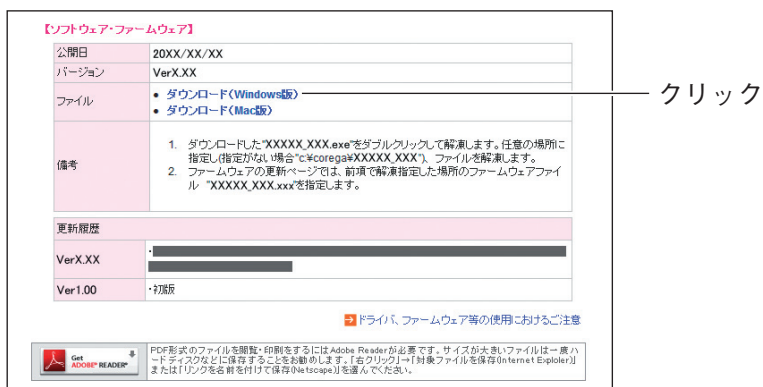 【ソフトウェア・ファームウェア】
公開日 20XX/XX/XX
バージョン VerX.XX
ファイル
• ダウンロード(Windows版)
• ダウンロード(Mac版)
クリック
備考
1. ダウンロードした"XXXXX_XXX.exe"をダブルクリックして解凍します。任意の場所に
指定し(指定がない場合"c:¥corega¥XXXXX_XXX")、ファイルを解凍します。
2. ファームウェアの更新ページでは、前項で解凍指定した場所のファームウェアファイ
ル "XXXXX_XXX.xxx"を指定します。
更新履歴
VerX.XX ・
Ver1.00 ・初版
ドライバ、ファームウェア等の使用におけるご注意
Get
ADOBE® READER®
PDF形式のファイルを閲覧・印刷をするにはAdobe Readerが必要です。サイズが大きいファイルは一度ハ
ードディスクなどに保存することをお勧めします。「右クリック」→「対象ファイルを保存(Internet Exploler)」
または「リンクを名前を付けて保存(Netscape)」を選んでください。